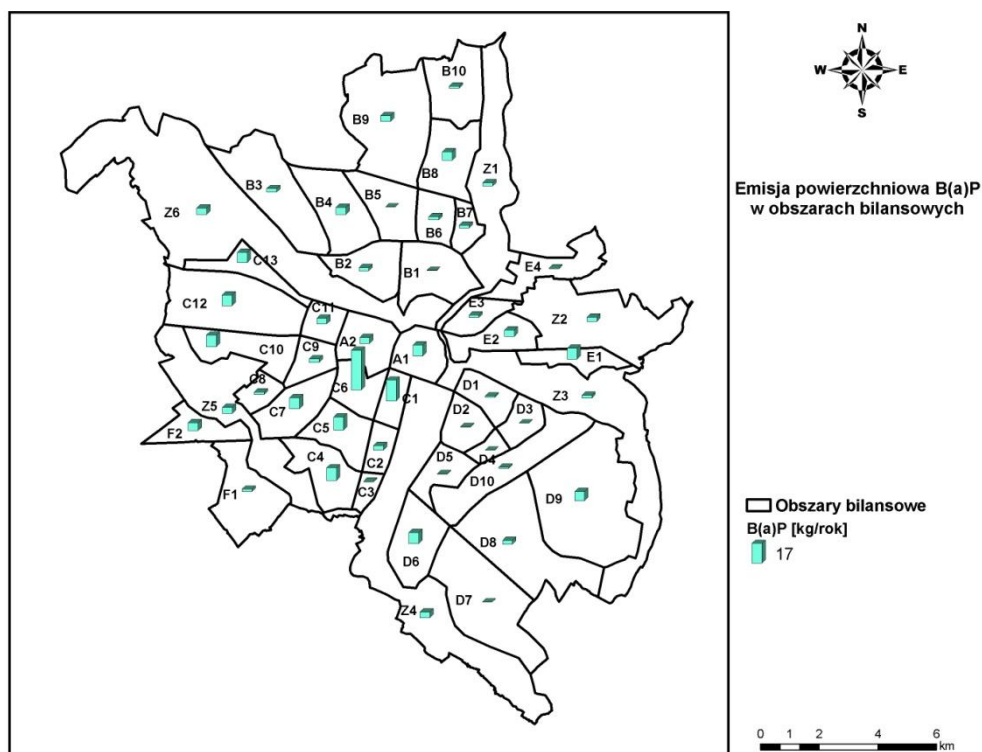 N
W E
S
Emisja powierzchniowa B(a)P
w obszarach bilansowych
B10
B9
B8
Z1
B3
B5
B4
Z6
B7
B6
C13
B2
B1
E4
C12
E3
C11
Z2
E2
A2
C10
C9
A1
E1
C6
C8
C1
D1
Z3
Z5
C7
D2
D3
F2
C5
C2
D5
D4
C4
D10
C3
F1
D9
D8
D6
D7
Z4
Obszary bilansowe
B(a)P [kg/rok]
17
0 1 2 4 6
km